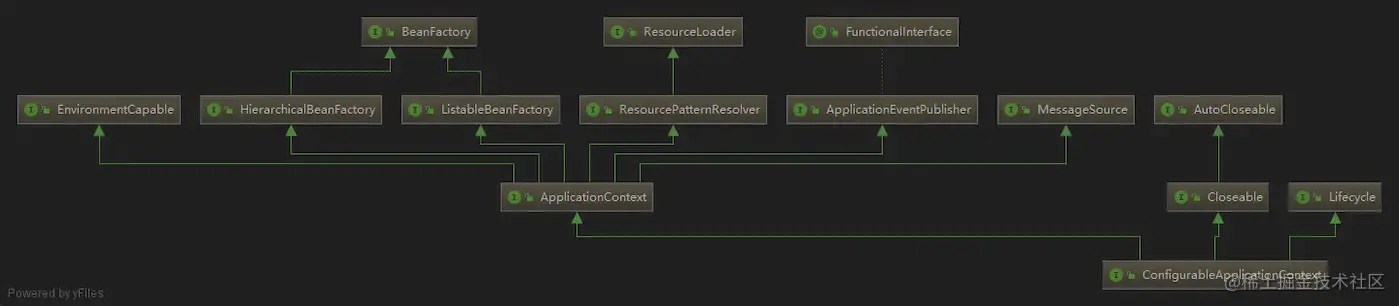 BeanFactory
ResourceLoader
FunctionalInterface
EnvironmentCapable
HierarchicalBeanFactory
ListableBeanFactory
ResourcePatternResolver
ApplicationEventPublisher
MessageSource
AutoCloseable
ApplicationContext
Closeable
Lifecycle
ConfigurableApplicationContext
Powered by yFiles
@稀土掘金技术社区